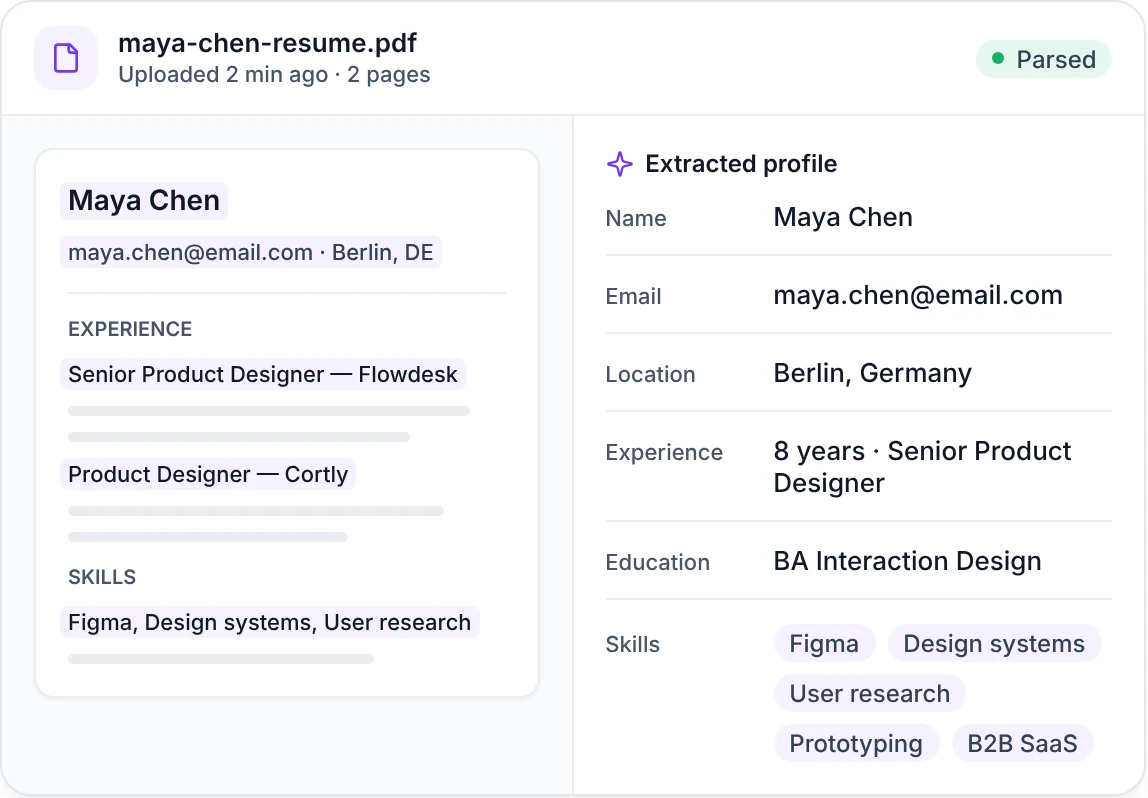 maya-chen-resume.pdf
Uploaded 2 min ago · 2 pages
Parsed
Maya Chen
maya.chen@email.com · Berlin, DE
EXPERIENCE
Senior Product Designer — Flowdesk
Product Designer — Cortly
SKILLS
Figma, Design systems, User research
Extracted profile
Name
Maya Chen
Email
maya.chen@email.com
Location
Berlin, Germany
Experience
8 years · Senior Product
Designer
Education
BA Interaction Design
Skills
Figma
Design systems
User research
Prototyping
B2B SaaS